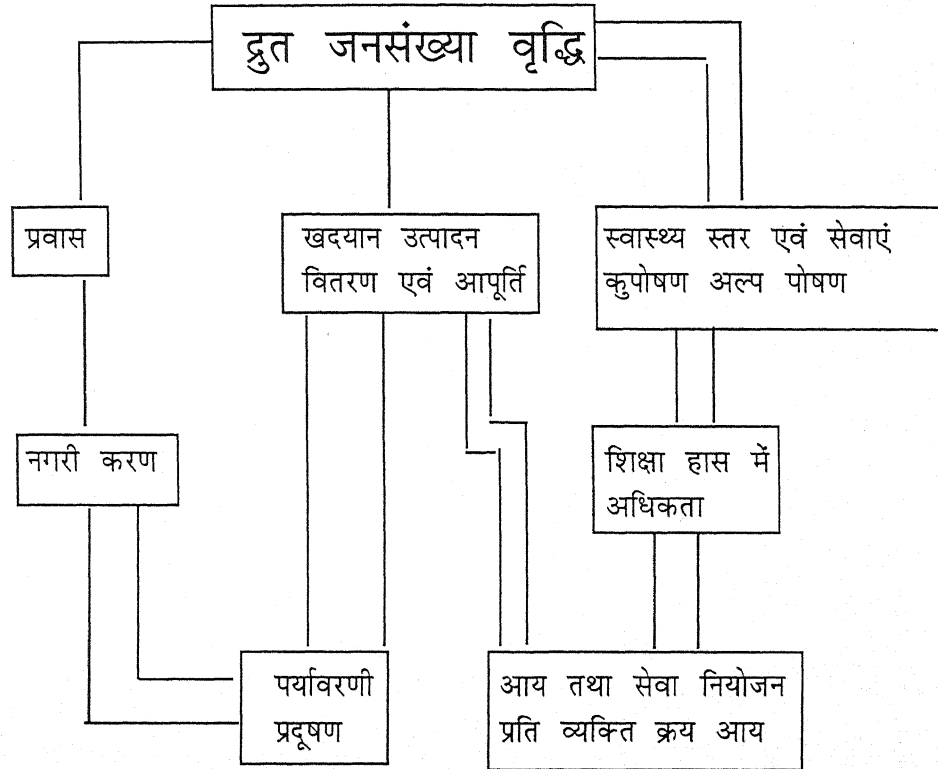 द्रुत जनसंख्या वृद्धि
प्रवास
खदयान उत्पादन
वितरण एवं आपूर्ति
स्वास्थ्य स्तर एवं सेवाएं
कुपोषण अल्प पोषण
नगरी करण
शिक्षा हास में
अधिकता
पर्यावरणी
प्रदूषण
आय तथा सेवा नियोजन
प्रति व्यक्ति क्रय आय